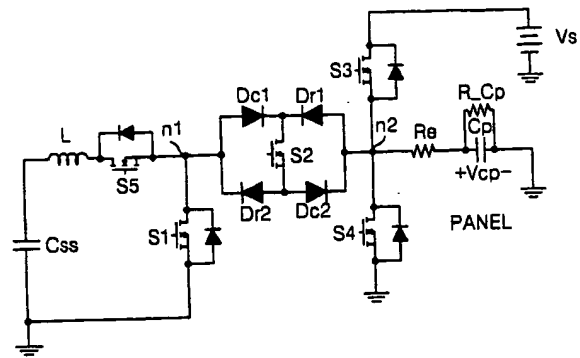 Vs
S3
R_Cp
Dc1
Dr1
n1
n2
Re
Cp
L
S2
S5
+Vcp-
Dr2
Dc2
PANEL
S1
S4
Css